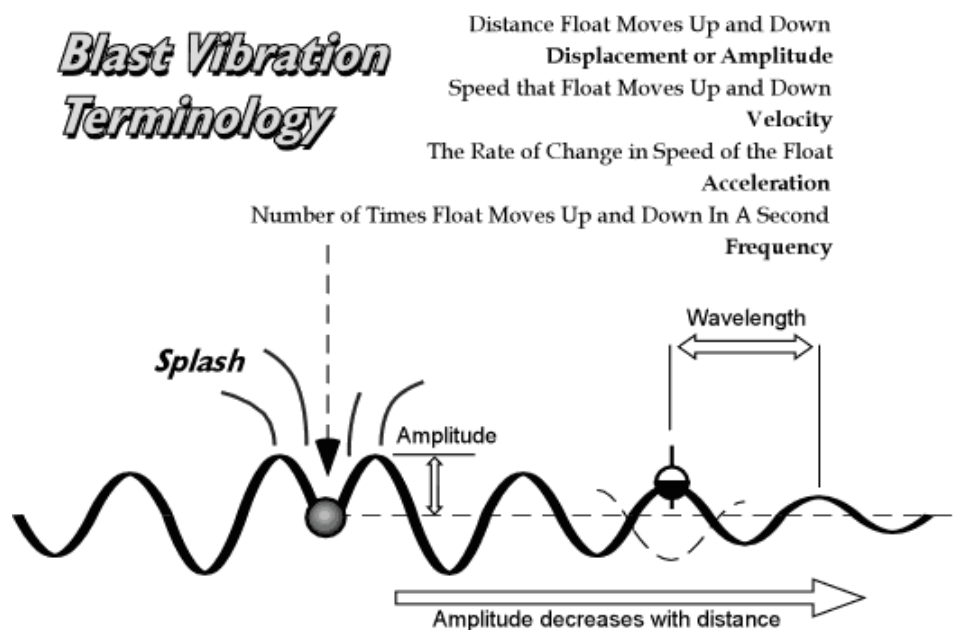 Blast Vibration
Terminology
Distance Float Moves Up and Down
Displacement or Amplitude
Speed that Float Moves Up and Down
Velocity
The Rate of Change in Speed of the Float
Acceleration
Number of Times Float Moves Up and Down In A Second
Frequency
Wavelength
Splash
Amplitude
Amplitude decreases with distance